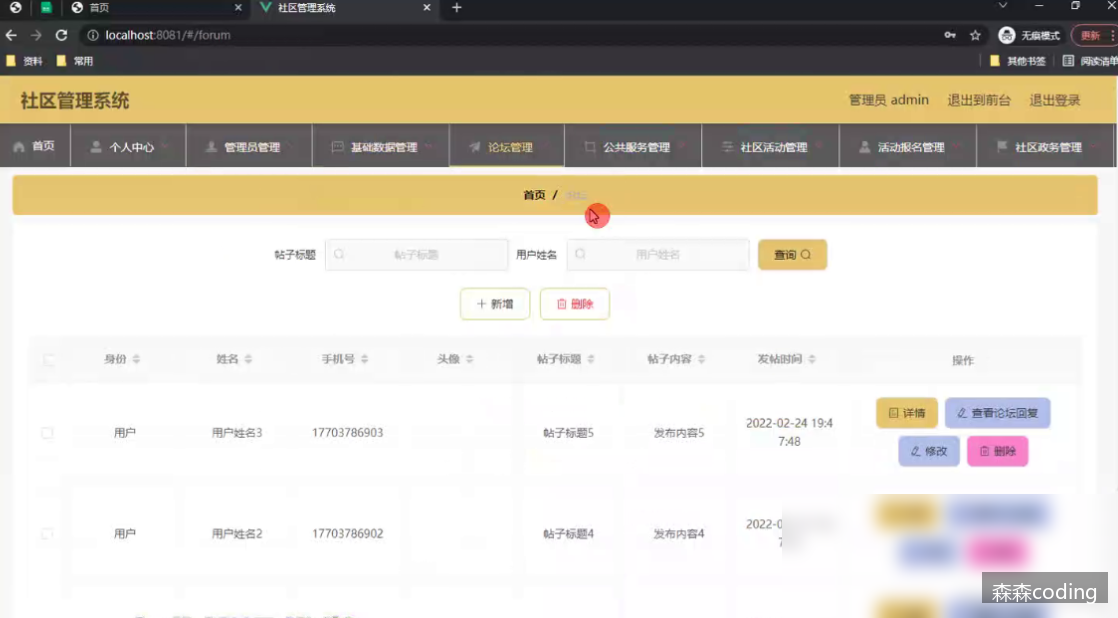 首页 社区管理系统
localhost:8081/#/forum 无痕模式 更新
资料 常用 其他书签 阅读清单
社区管理系统 管理员 admin 退出到前台 退出登录
首页 个人中心 管理员管理 基础数据管理 论坛管理 公共服务管理 社区活动管理 活动报名管理 社区政务管理
首页 /
帖子标题 帖子标题 用户姓名 用户姓名 查询
新增 删除
身份 姓名 手机号 头像 帖子标题 帖子内容 发帖时间 操作
用户 用户姓名3 17703786903 帖子标题5 发布内容5 2022-02-24 19:4
7:48
详情 查看论坛回复
修改 删除
用户 用户姓名2 17703786902 帖子标题4 发布内容4 2022-0
森森coding